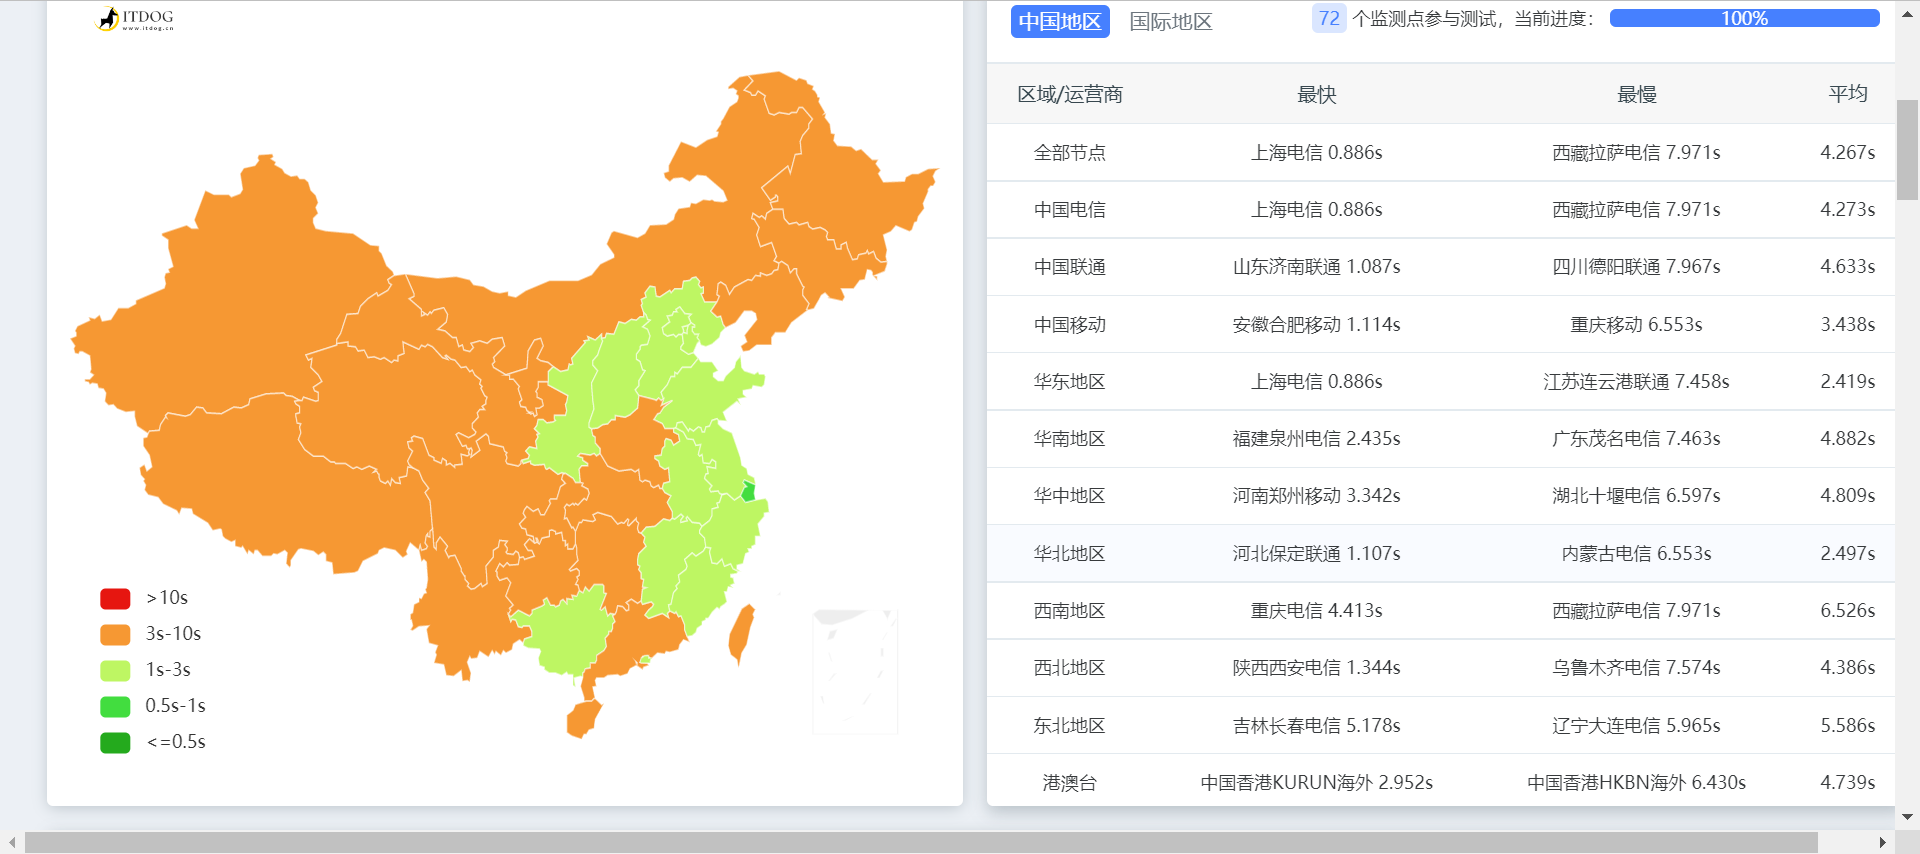 ITDOG
www.itdog.cn
>10s
3s-10s
1s-3s
0.5s-1s
<=0.5s
中国地区 国际地区 72 个监测点参与测试，当前进度： 100%
区域/运营商 最快 最慢 平均
全部节点 上海电信 0.886s 西藏拉萨电信 7.971s 4.267s
中国电信 上海电信 0.886s 西藏拉萨电信 7.971s 4.273s
中国联通 山东济南联通 1.087s 四川德阳联通 7.967s 4.633s
中国移动 安徽合肥移动 1.114s 重庆移动 6.553s 3.438s
华东地区 上海电信 0.886s 江苏连云港联通 7.458s 2.419s
华南地区 福建泉州电信 2.435s 广东茂名电信 7.463s 4.882s
华中地区 河南郑州移动 3.342s 湖北十堰电信 6.597s 4.809s
华北地区 河北保定联通 1.107s 内蒙古电信 6.553s 2.497s
西南地区 重庆电信 4.413s 西藏拉萨电信 7.971s 6.526s
西北地区 陕西西安电信 1.344s 乌鲁木齐电信 7.574s 4.386s
东北地区 吉林长春电信 5.178s 辽宁大连电信 5.965s 5.586s
港澳台 中国香港KURUN海外 2.952s 中国香港HKBN海外 6.430s 4.739s